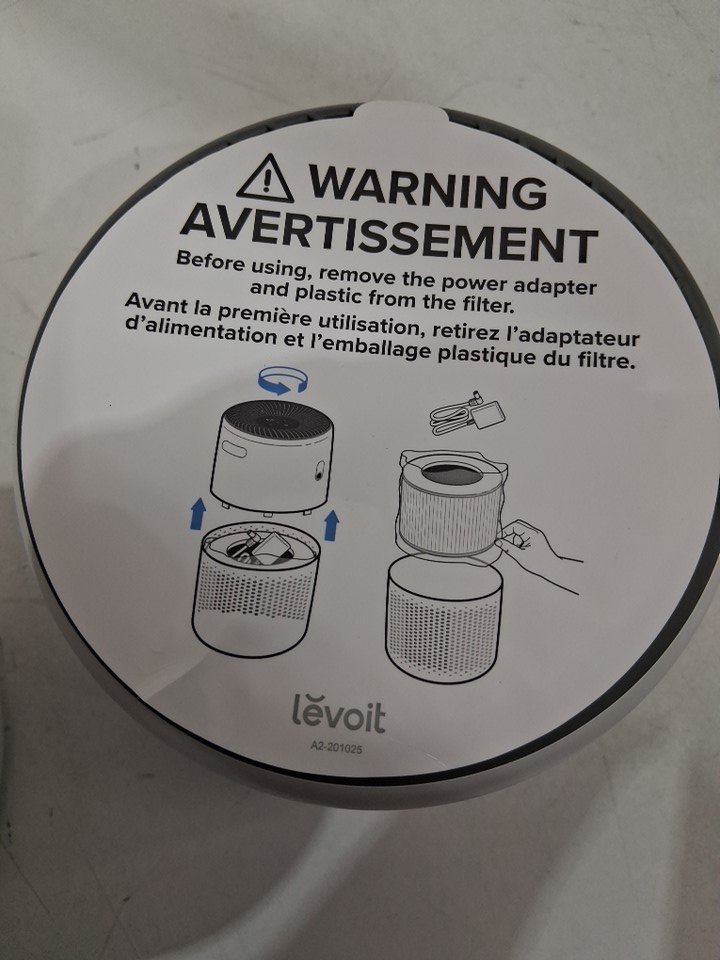 WARNING
AVERTISSEMENT
Before using, remove the power adapter
and plastic from the filter.
Avant la première utilisation, retirez l'adaptateur
d'alimentation et l'emballage plastique du filtre.
lĕvoit
A2-201025